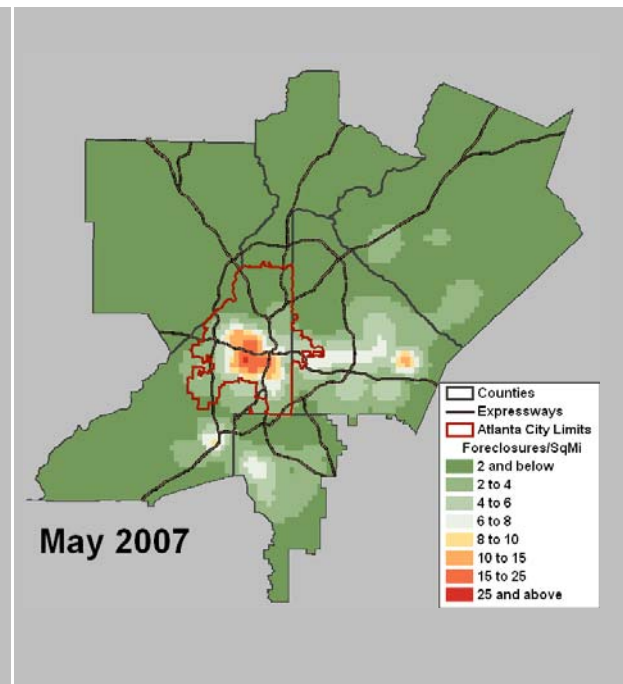 May 2007
Counties
Expressways
Atlanta City Limits
Foreclosures/SqMi
2 and below
2 to 4
4 to 6
6 to 8
8 to 10
10 to 15
15 to 25
25 and above